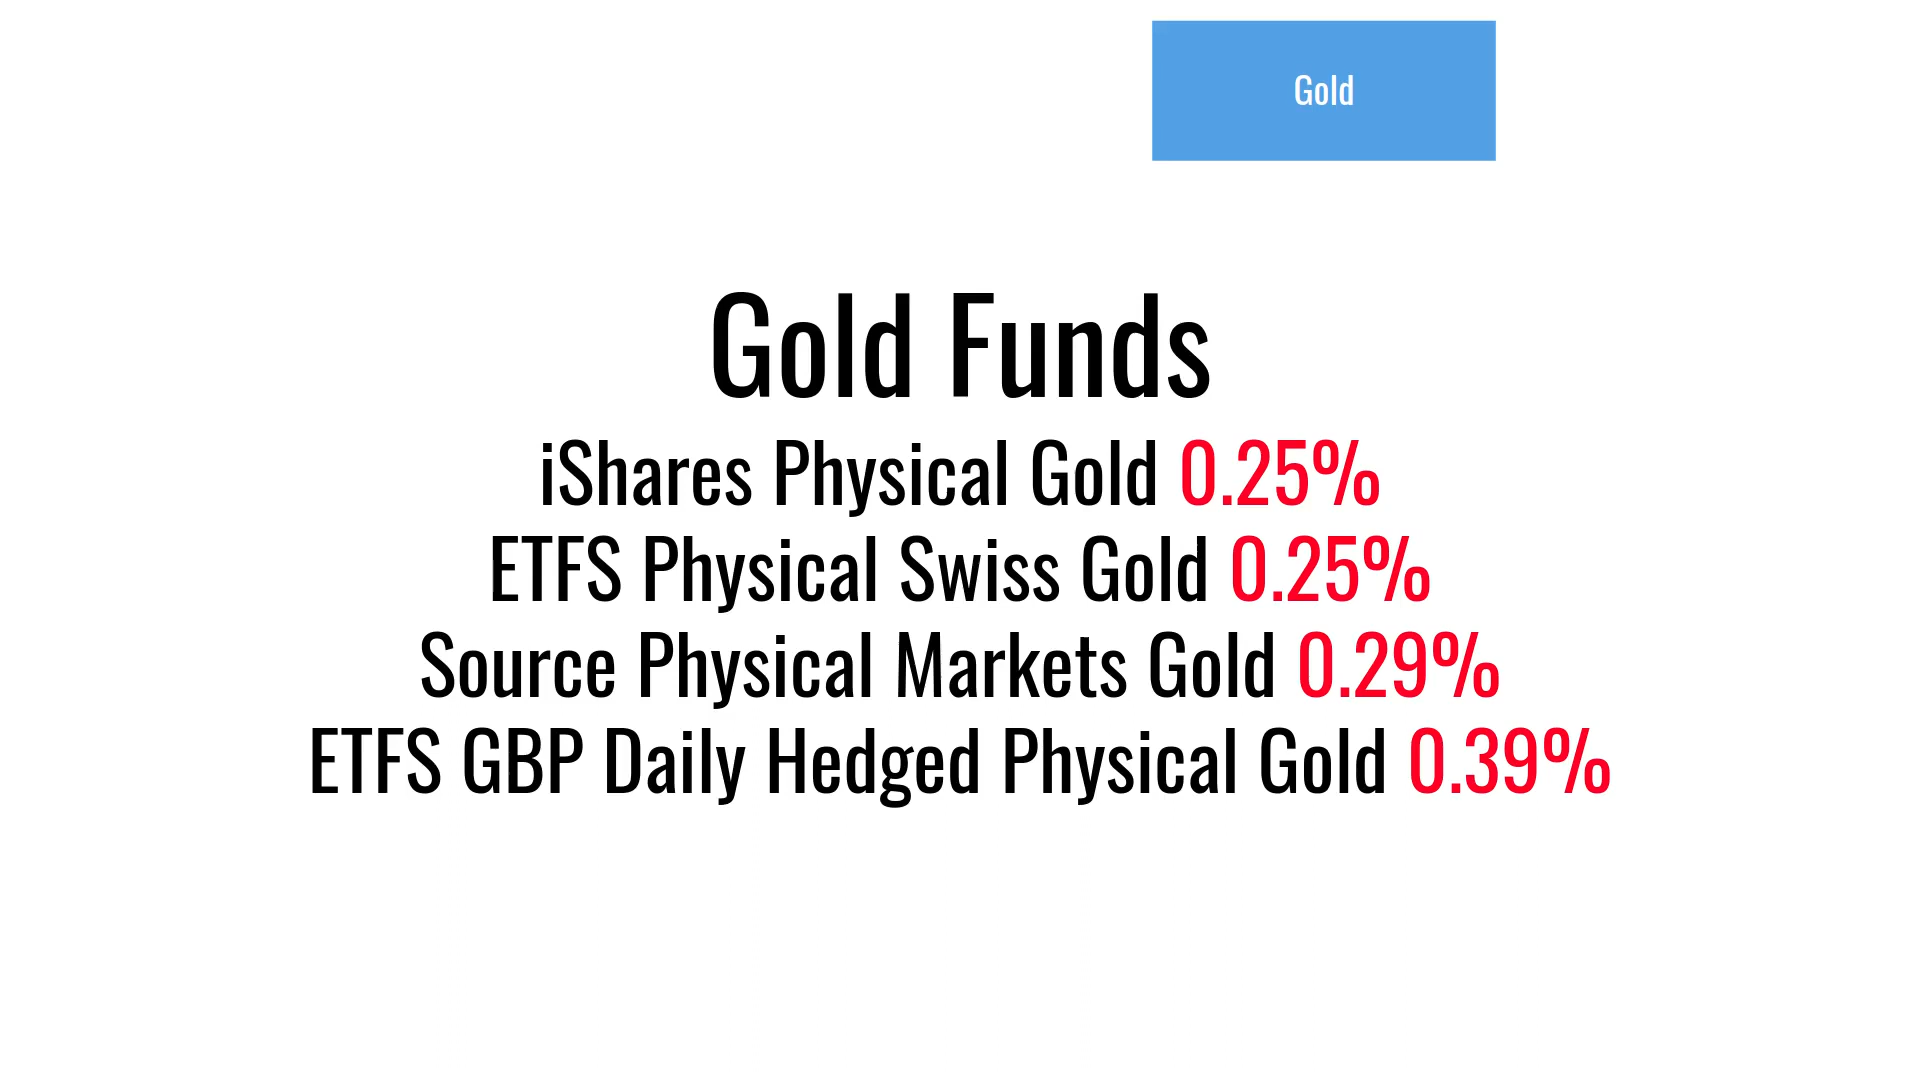 Gold
Gold Funds
iShares Physical Gold 0.25%
ETFS Physical Swiss Gold 0.25%
Source Physical Markets Gold 0.29%
ETFS GBP Daily Hedged Physical Gold 0.39%